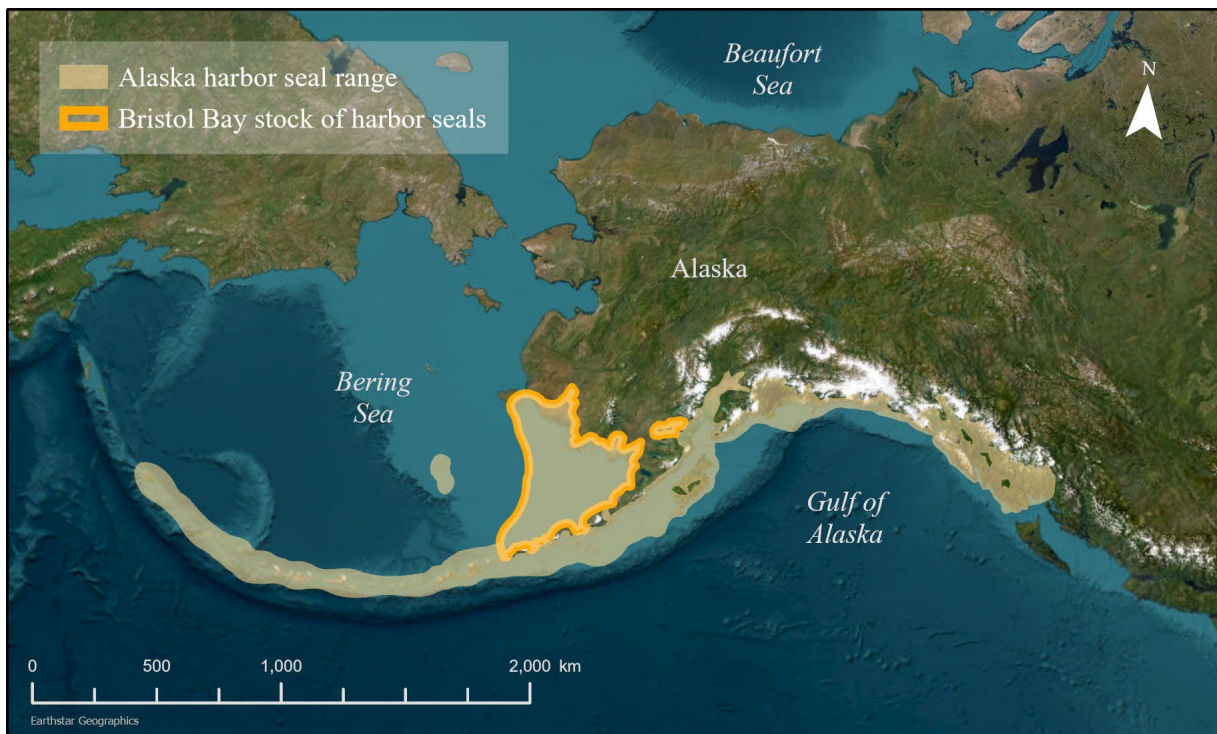 Alaska harbor seal range
Bristol Bay stock of harbor seals
Beaufort
Sea
N
Alaska
Bering
Sea
Gulf of
Alaska
0 500 1,000 2,000 km
Earthstar Geographics